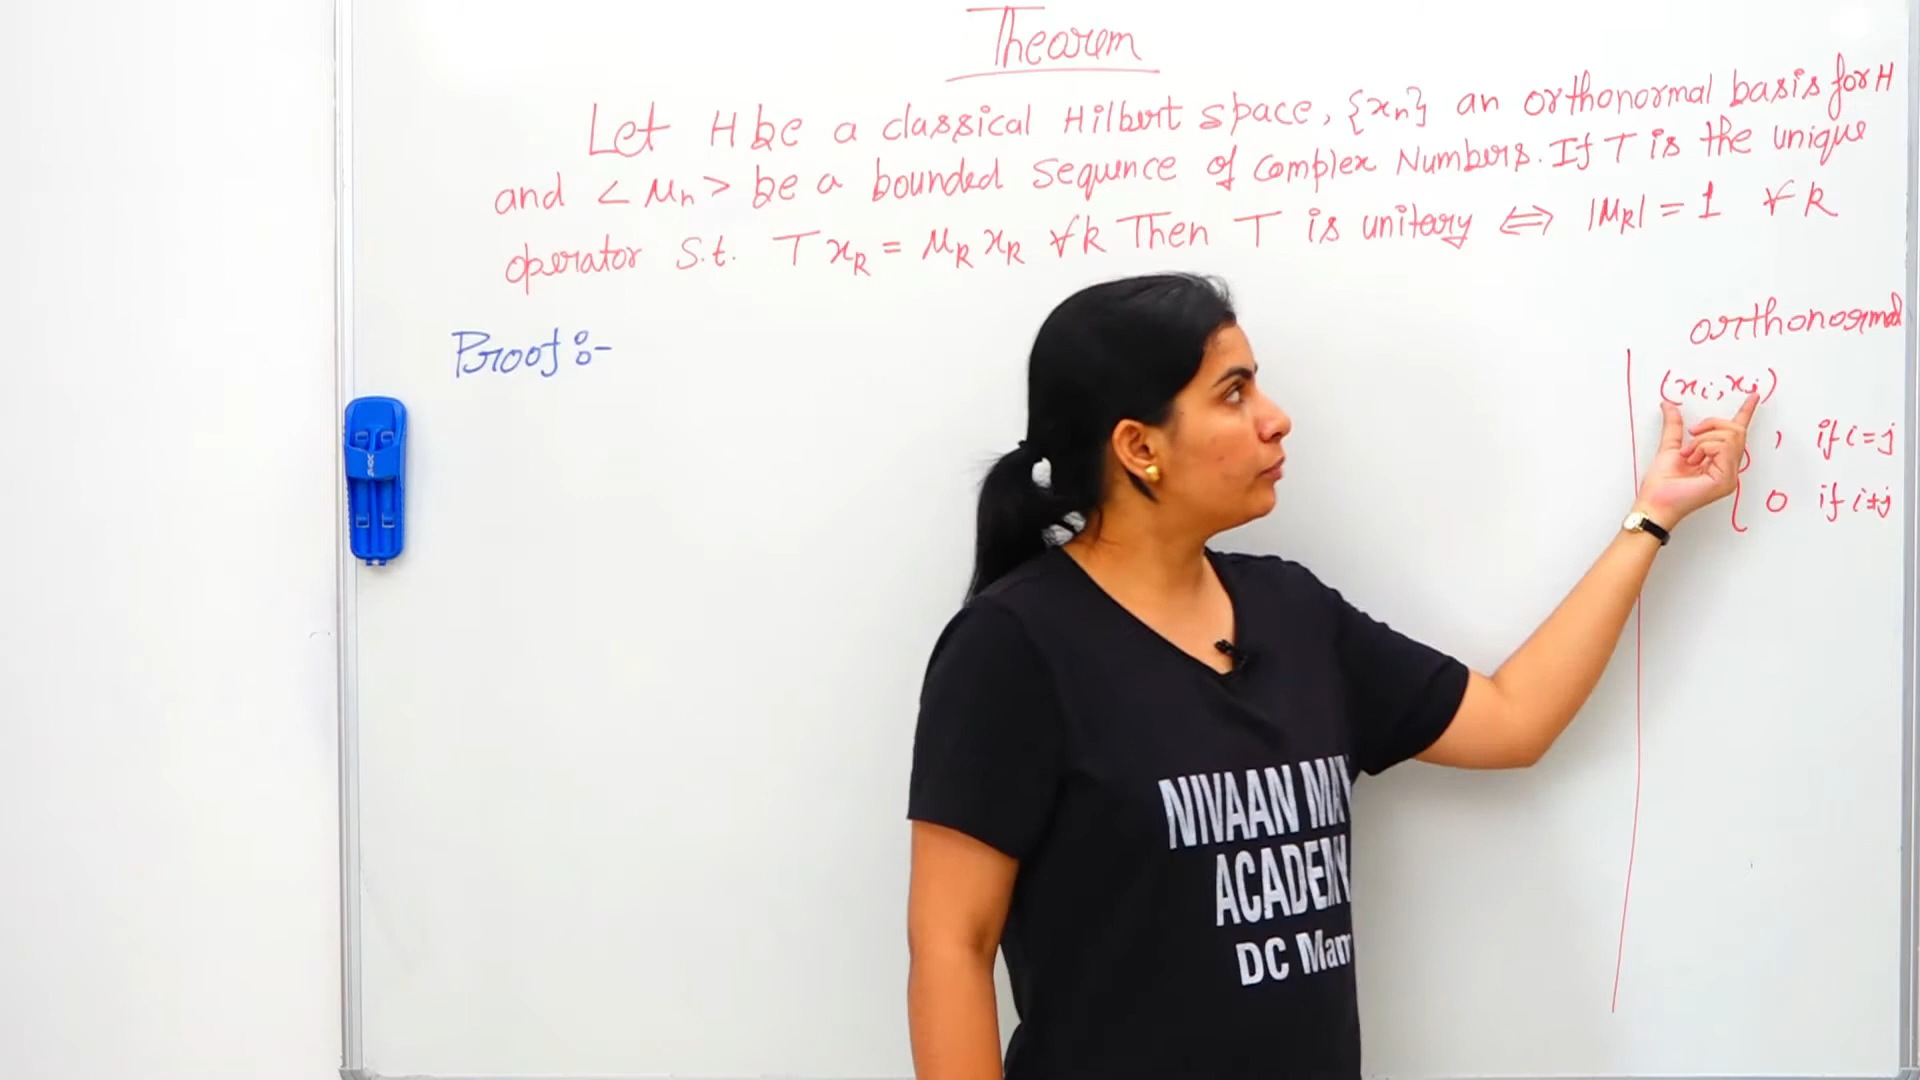 Theorem
Let H be a classical Hilbert space, {xn} an orthonormal basis for H
and < μn > be a bounded sequence of complex Numbers. If T is the unique
operator s.t. T xk = μk xk ∀k Then T is unitary ⇔ |μk| = 1 ∀ k
Proof :-
orthonormal
(xi, xj)
, if i = j
0 if i ≠ j
NIVAAN
ACADEMY
DC Mam